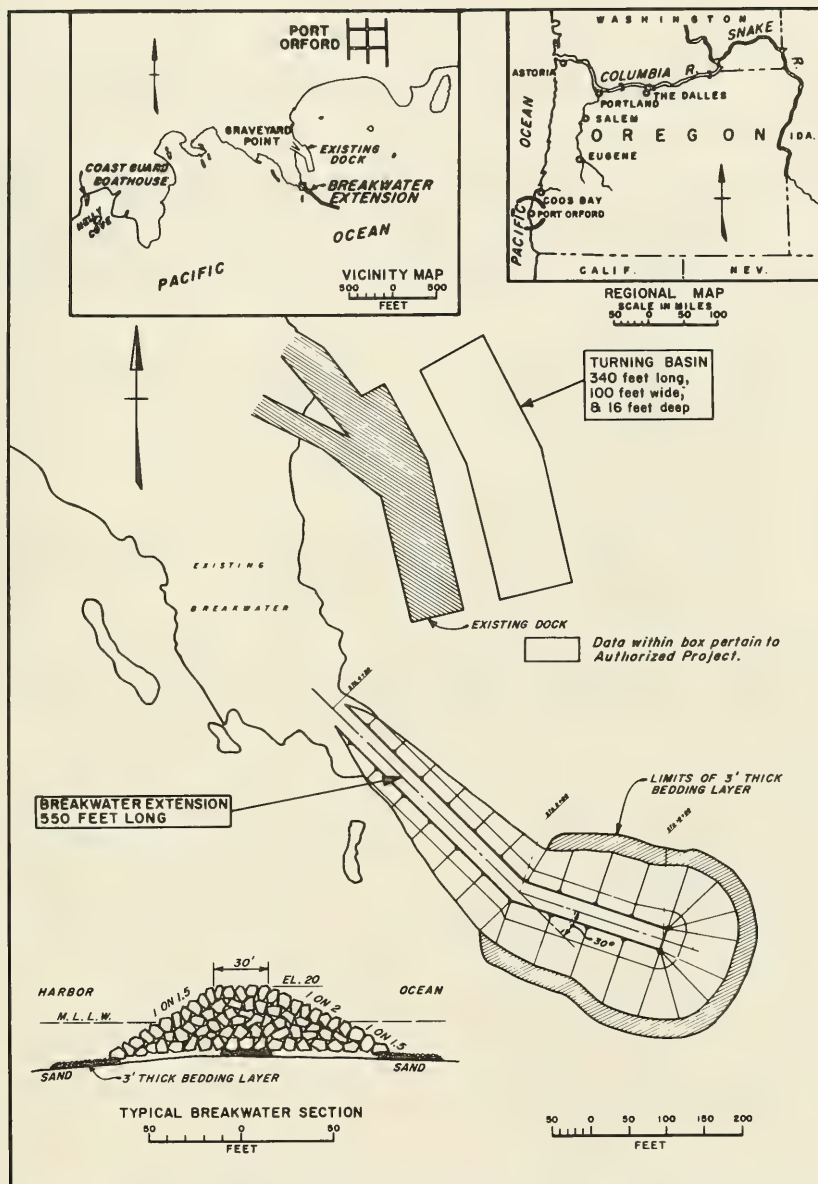 PORT
ORFORD
GRAVEYARD
POINT
EXISTING
DOCK
COAST GUARD
BOATHOUSE
NELLY
COVE
BREAKWATER
EXTENSION
OCEAN
PACIFIC
VICINITY MAP
500 0 500
FEET
WASHINGTON
SNAKE
R.
COLUMBIA R.
ASTORIA
THE DALLES
PORTLAND
SALEM
OCEAN
OREGON
IDA.
EUGENE
COOS BAY
PORT ORFORD
PACIFIC
CALIF. NEV.
REGIONAL MAP
SCALE IN MILES
50 0 50 100
TURNING BASIN
340 feet long,
100 feet wide,
& 16 feet deep
EXISTING
BREAKWATER
EXISTING DOCK
Data within box pertain to
Authorized Project.
BREAKWATER EXTENSION
550 FEET LONG
LIMITS OF 3' THICK
BEDDING LAYER
30°
30'
EL. 20
HARBOR
OCEAN
1 ON 1.5
1 ON 2
M.L.L.W.
1 ON 1.5
SAND
SAND
3' THICK BEDDING LAYER
TYPICAL BREAKWATER SECTION
50 0 50
FEET
50 0 50 100 150 200
FEET